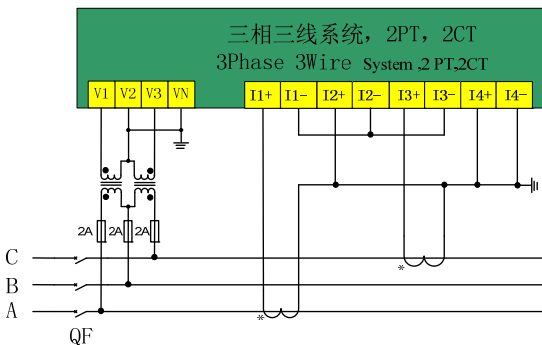 三相三线系统，2PT，2CT
3Phase 3Wire System ,2 PT,2CT
V1 V2 V3 VN I1+ I1- I2+ I2- I3+ I3- I4+ I4-
2A 2A 2A
C
*
B
A
*
QF